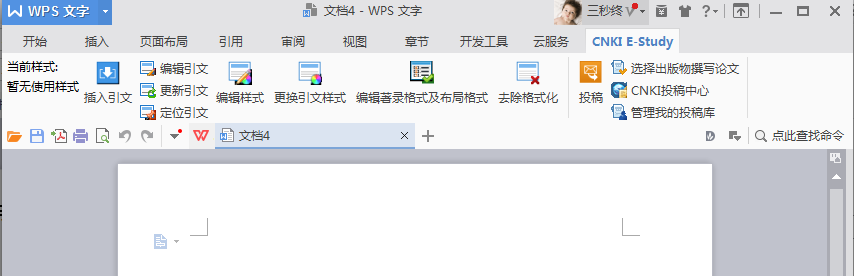 WPS 文字
文档4 - WPS 文字
三秒终
开始 插入 页面布局 引用 审阅 视图 章节 开发工具 云服务 CNKI E-Study
当前样式:
暂无使用样式
插入引文
编辑引文
更新引文
定位引文
编辑样式
更换引文样式
编辑著录格式及布局格式
去除格式化
投稿
选择出版物撰写论文
CNKI投稿中心
管理我的投稿库
文档4
点此查找命令